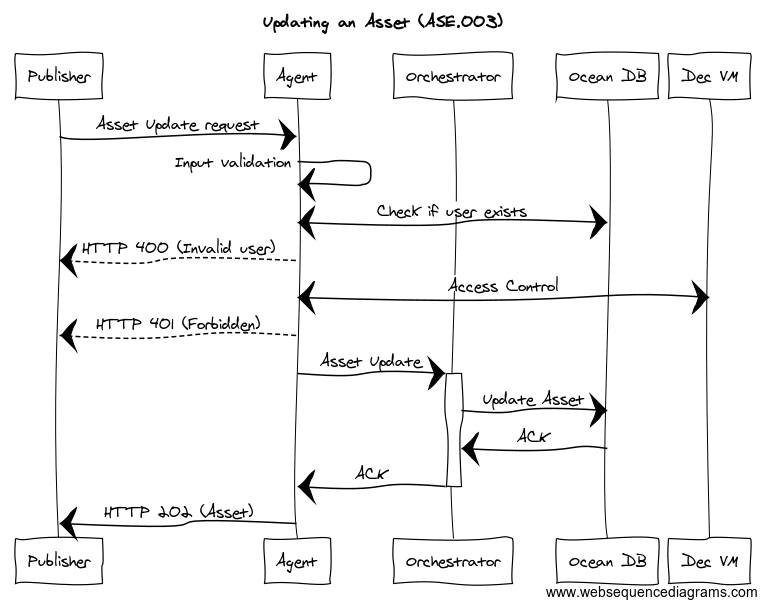 Updating an Asset (ASE.003)
Publisher
Agent
Orchestrator
Ocean DB
Dec VM
Asset Update request
Input validation
Check if user exists
HTTP 400 (Invalid user)
Access Control
HTTP 401 (Forbidden)
Asset Update
Update Asset
ACK
ACK
HTTP 202 (Asset)
Publisher
Agent
Orchestrator
Ocean DB
Dec VM
www.websequencediagrams.com